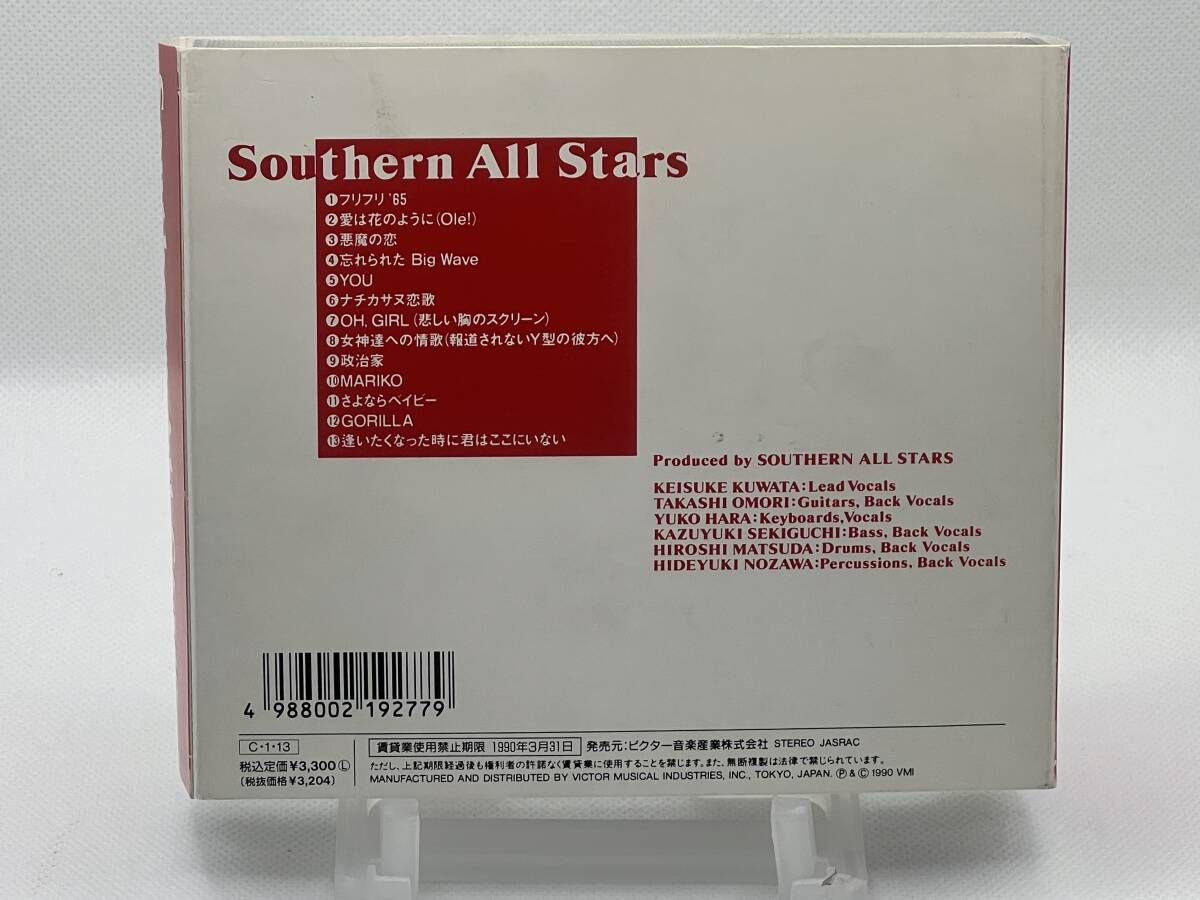 Southern All Stars
❶フリフリ '65
❷愛は花のように(Ole!)
❸悪魔の恋
❹忘れられた Big Wave
❺YOU
❻ナチカサヌ恋歌
❼OH, GIRL (悲しい胸のスクリーン)
❽女神達への情歌(報道されないY型の彼方へ)
❾政治家
❿MARIKO
⓫さよならベイビー
⓬GORILLA
⓭逢いたくなった時に君はここにいない
Produced by SOUTHERN ALL STARS
KEISUKE KUWATA:Lead Vocals
TAKASHI OMORI:Guitars, Back Vocals
YUKO HARA:Keyboards,Vocals
KAZUYUKI SEKIGUCHI:Bass, Back Vocals
HIROSHI MATSUDA:Drums, Back Vocals
HIDEYUKI NOZAWA:Percussions, Back Vocals
4 988002 192779
C・1・13
税込定価¥3,300Ⓛ
(税抜価格¥3,204)
賃貸業使用禁止期限 1990年3月31日 発売元:ビクター音楽産業株式会社 STEREO JASRAC
ただし、上記期限経過後も権利者の許諾なく賃貸業に使用することを禁じます。また、無断複製は法律で禁じられています。
MANUFACTURED AND DISTRIBUTED BY VICTOR MUSICAL INDUSTRIES, INC., TOKYO, JAPAN. Ⓟ & © 1990 VMI